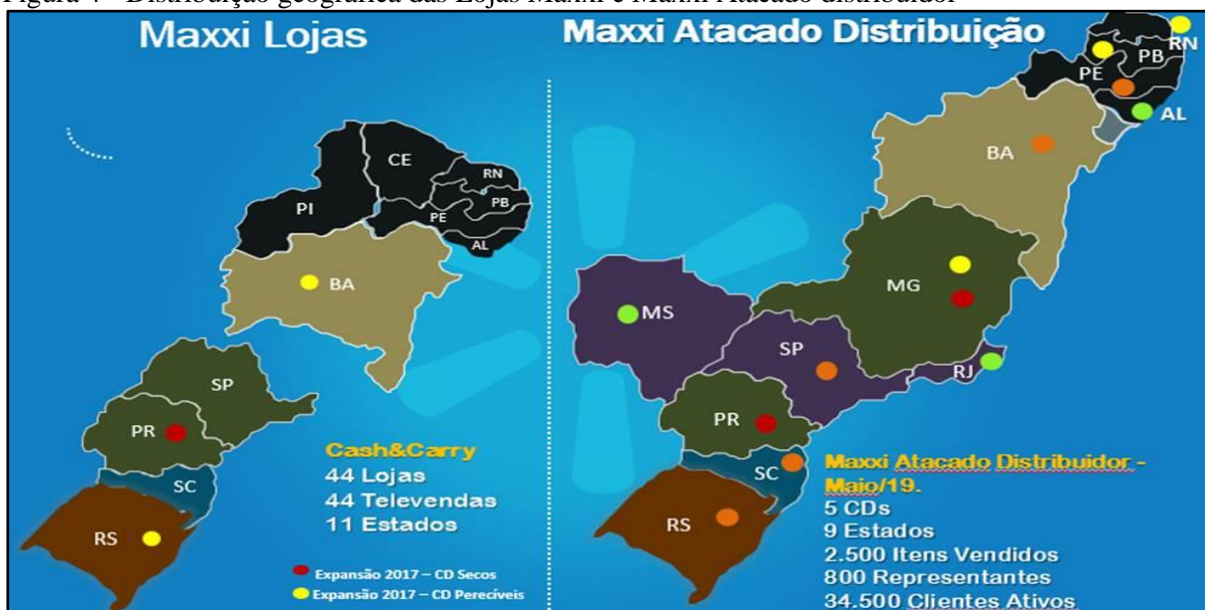 Figura 4 - Distribuição geográfica das Lojas Maxxi e Maxxi Atacado distribuidor
Maxxi Lojas
CE
RN
PI
PB
PE
AL
BA
SP
PR
SC
RS
Cash&Carry
44 Lojas
44 Televendas
11 Estados
Expansão 2017 – CD Secos
Expansão 2017 – CD Perecíveis
Maxxi Atacado Distribuição
RN
PB
PE
AL
BA
MG
MS
SP
RJ
PR
SC
RS
Maxxi Atacado Distribuidor -
Maio/19.
5 CDs
9 Estados
2.500 Itens Vendidos
800 Representantes
34.500 Clientes Ativos